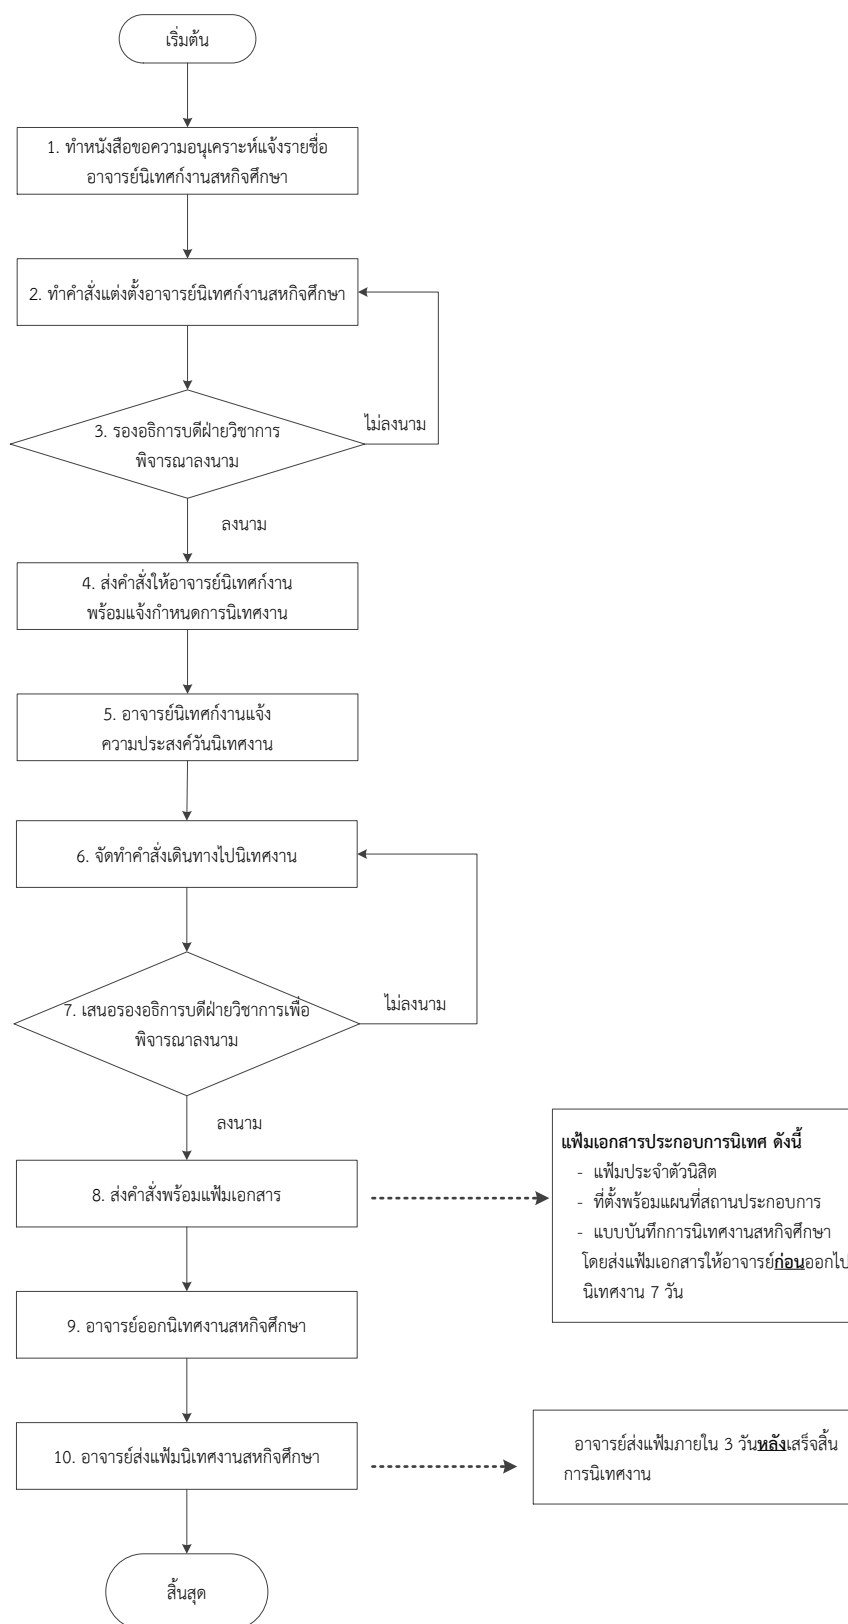 เริ่มต้น
1. ทำหนังสือขอความอนุเคราะห์แจ้งรายชื่อ
อาจารย์นิเทศก์งานสหกิจศึกษา
2. ทำคำสั่งแต่งตั้งอาจารย์นิเทศก์งานสหกิจศึกษา
3. รองอธิการบดีฝ่ายวิชาการ
พิจารณาลงนาม
ไม่ลงนาม
ลงนาม
4. ส่งคำสั่งให้อาจารย์นิเทศก์งาน
พร้อมแจ้งกำหนดการนิเทศงาน
5. อาจารย์นิเทศก์งานแจ้ง
ความประสงค์วันนิเทศงาน
6. จัดทำคำสั่งเดินทางไปนิเทศงาน
7. เสนอรองอธิการบดีฝ่ายวิชาการเพื่อ
พิจารณาลงนาม
ไม่ลงนาม
ลงนาม
8. ส่งคำสั่งพร้อมแฟ้มเอกสาร
แฟ้มเอกสารประกอบการนิเทศ ดังนี้
- แฟ้มประจำตัวนิสิต
- ที่ตั้งพร้อมแผนที่สถานประกอบการ
- แบบบันทึกการนิเทศงานสหกิจศึกษา
โดยส่งแฟ้มเอกสารให้อาจารย์ก่อนออกไป
นิเทศงาน 7 วัน
9. อาจารย์ออกนิเทศงานสหกิจศึกษา
10. อาจารย์ส่งแฟ้มนิเทศงานสหกิจศึกษา
อาจารย์ส่งแฟ้มภายใน 3 วันหลังเสร็จสิ้น
การนิเทศงาน
สิ้นสุด